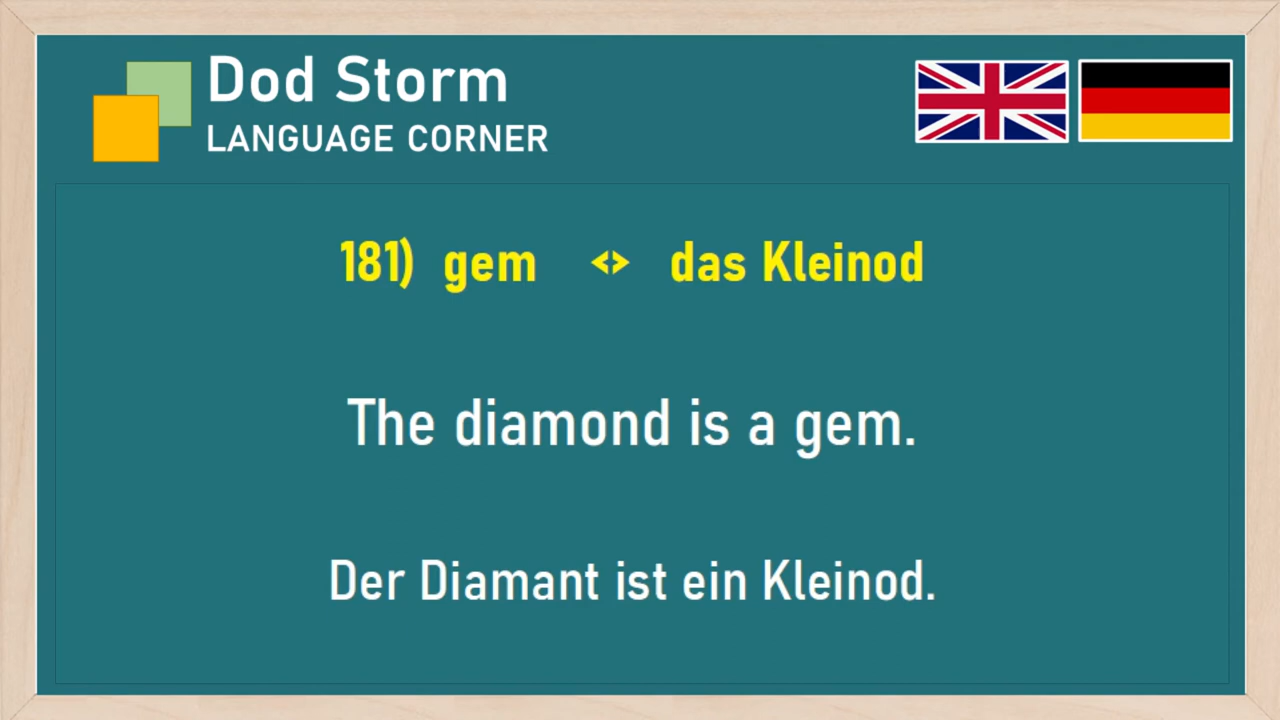 Dod Storm
LANGUAGE CORNER
181) gem <> das Kleinod
The diamond is a gem.
Der Diamant ist ein Kleinod.